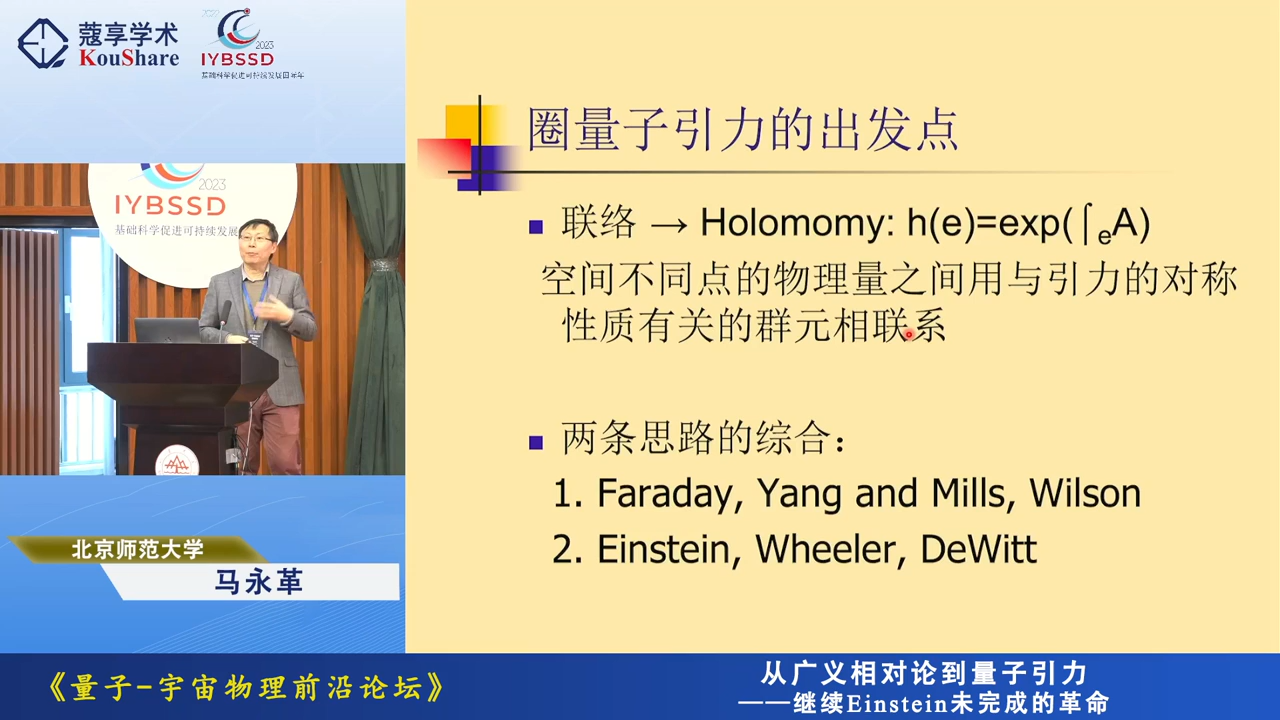 蔻享学术
KouShare
2023
IYBSSD
基础科学促进可持续发展国际年
2023
IYBSSD
基础科学促进可持续发展
北京师范大学
马永革
圈量子引力的出发点
联络 → Holomomy: h(e)=exp(∫eA)
空间不同点的物理量之间用与引力的对称
性质有关的群元相联系
两条思路的综合:
1. Faraday, Yang and Mills, Wilson
2. Einstein, Wheeler, DeWitt
《量子-宇宙物理前沿论坛》
从广义相对论到量子引力
——继续Einstein未完成的革命